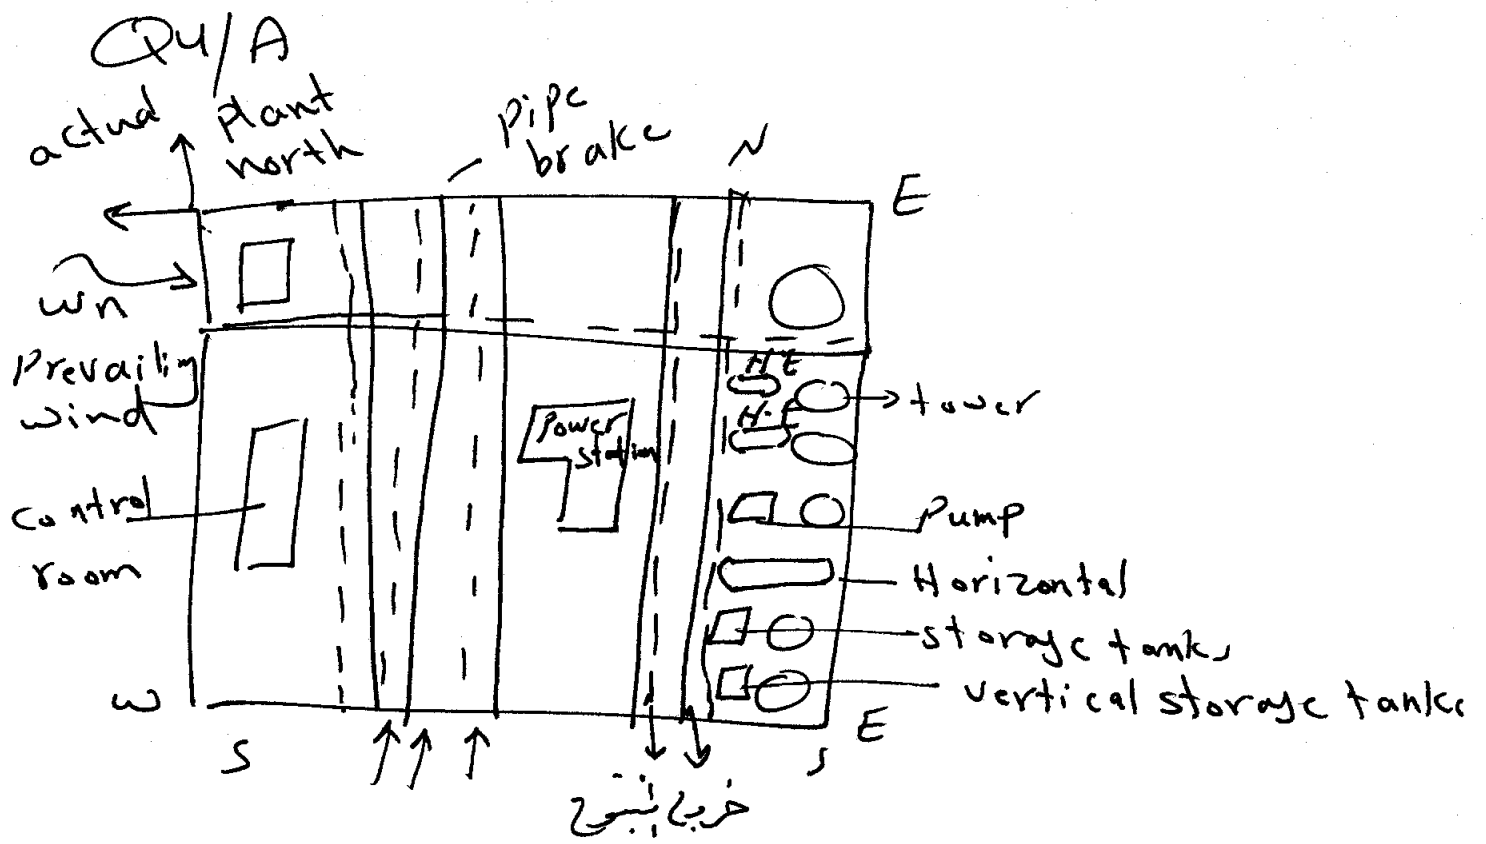 Q4/A
actual
plant
north
pipe
brake
N
E
wn
prevailing
wind
H.E
H.
tower
power
station
control
room
Pump
Horizontal
storage tanks
vertical storage tanks
W
S
S
E
خروج